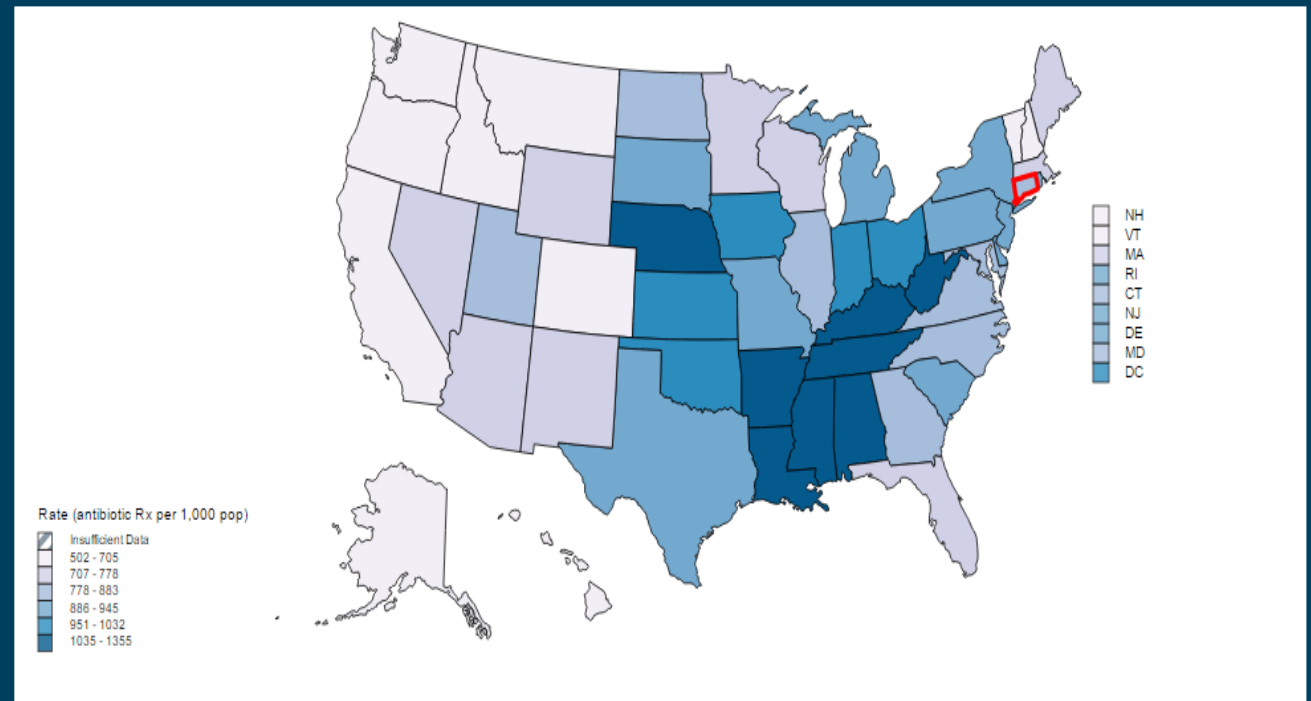 NH
VT
MA
RI
CT
NJ
DE
MD
DC
Rate (antibiotic Rx per 1,000 pop)
Insufficient Data
502 - 705
707 - 778
778 - 883
886 - 945
951 - 1032
1035 - 1355